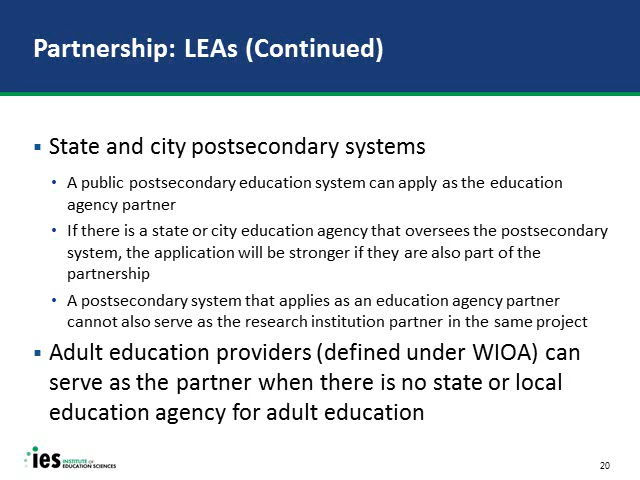 Partnership: LEAs (Continued)
▪ State and city postsecondary systems
• A public postsecondary education system can apply as the education
agency partner
• If there is a state or city education agency that oversees the postsecondary
system, the application will be stronger if they are also part of the
partnership
• A postsecondary system that applies as an education agency partner
cannot also serve as the research institution partner in the same project
▪ Adult education providers (defined under WIOA) can
serve as the partner when there is no state or local
education agency for adult education
ies INSTITUTE OF
EDUCATION SCIENCES
20